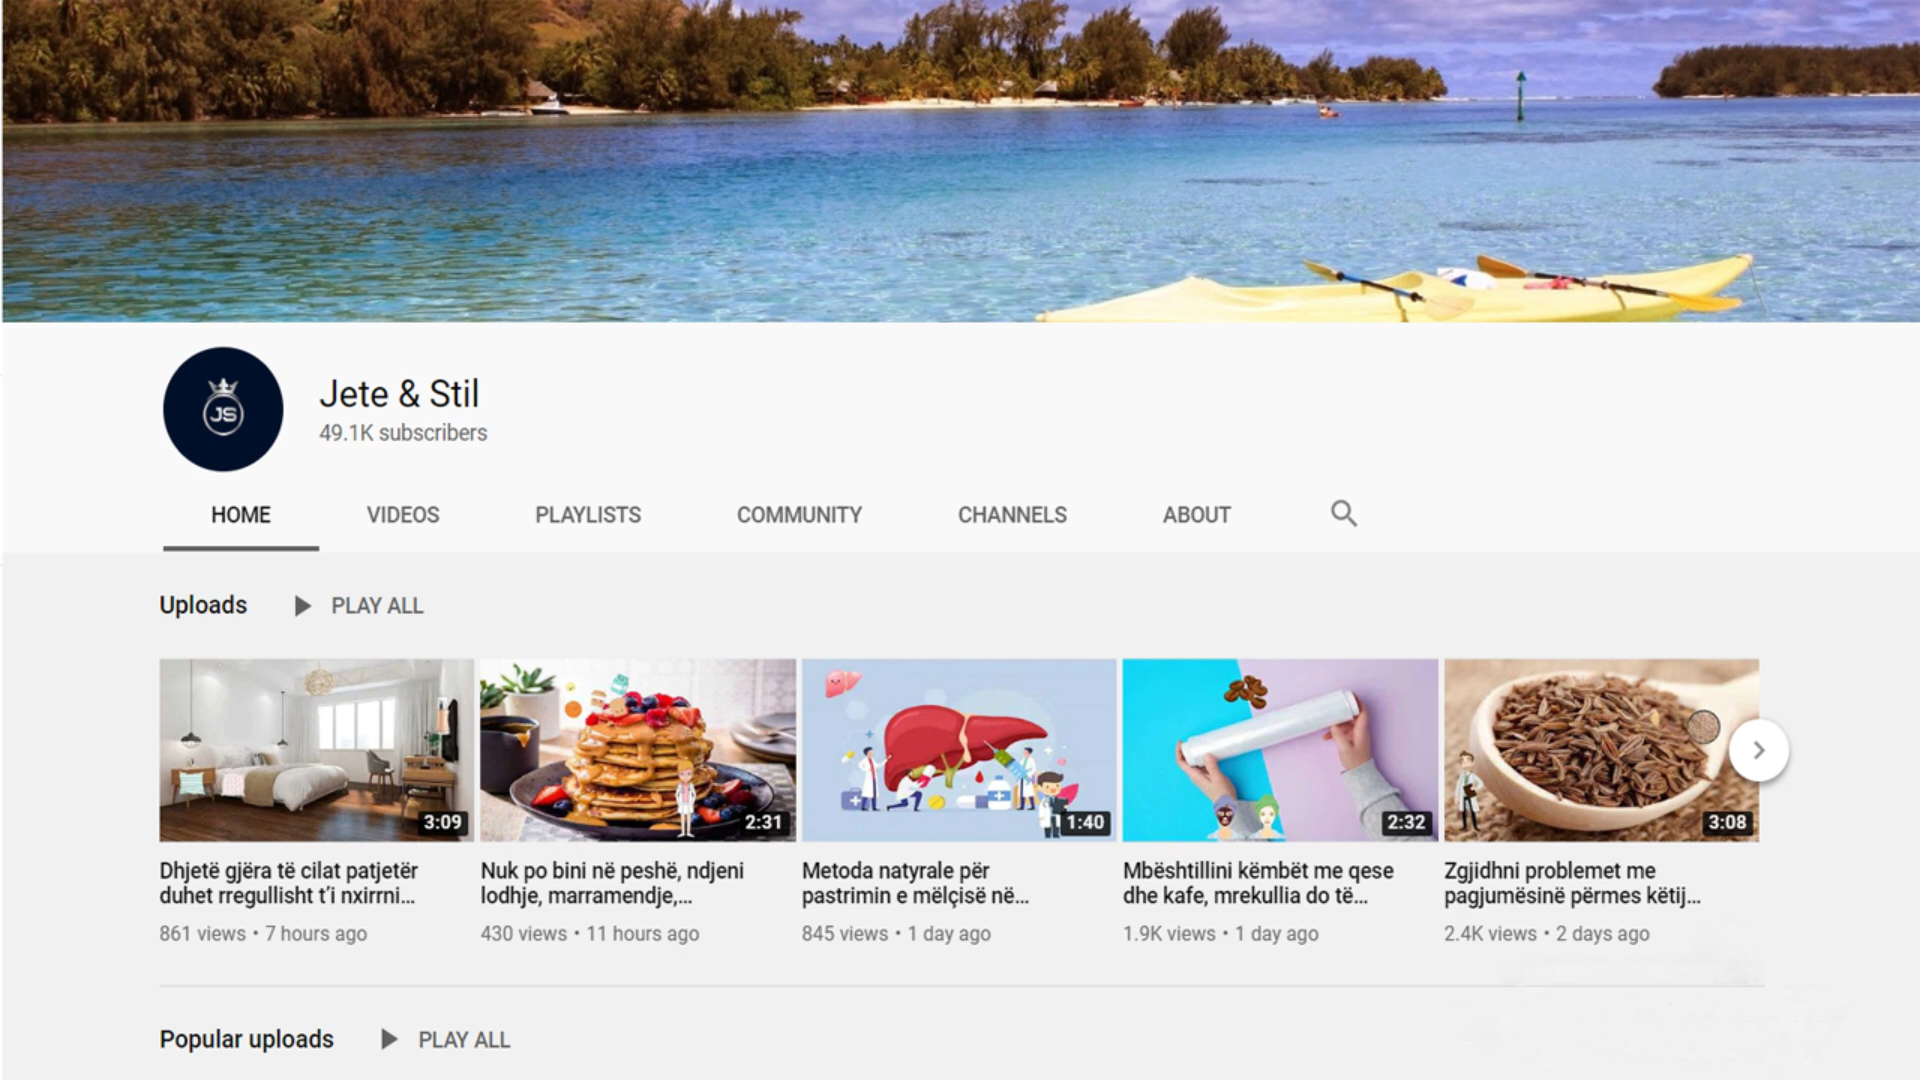 JS
Jete & Stil
49.1K subscribers
HOME VIDEOS PLAYLISTS COMMUNITY CHANNELS ABOUT
Uploads PLAY ALL
3:09 2:31 1:40 2:32 3:08
Dhjetë gjëra të cilat patjetër
duhet rregullisht t'i nxirrni...
861 views • 7 hours ago
Nuk po bini në peshë, ndjeni
lodhje, marramendje,...
430 views • 11 hours ago
Metoda natyrale për
pastrimin e mëlçisë në...
845 views • 1 day ago
Mbështillini këmbët me qese
dhe kafe, mrekullia do të...
1.9K views • 1 day ago
Zgjidhni problemet me
pagjumësinë përmes këtij...
2.4K views • 2 days ago
Popular uploads PLAY ALL